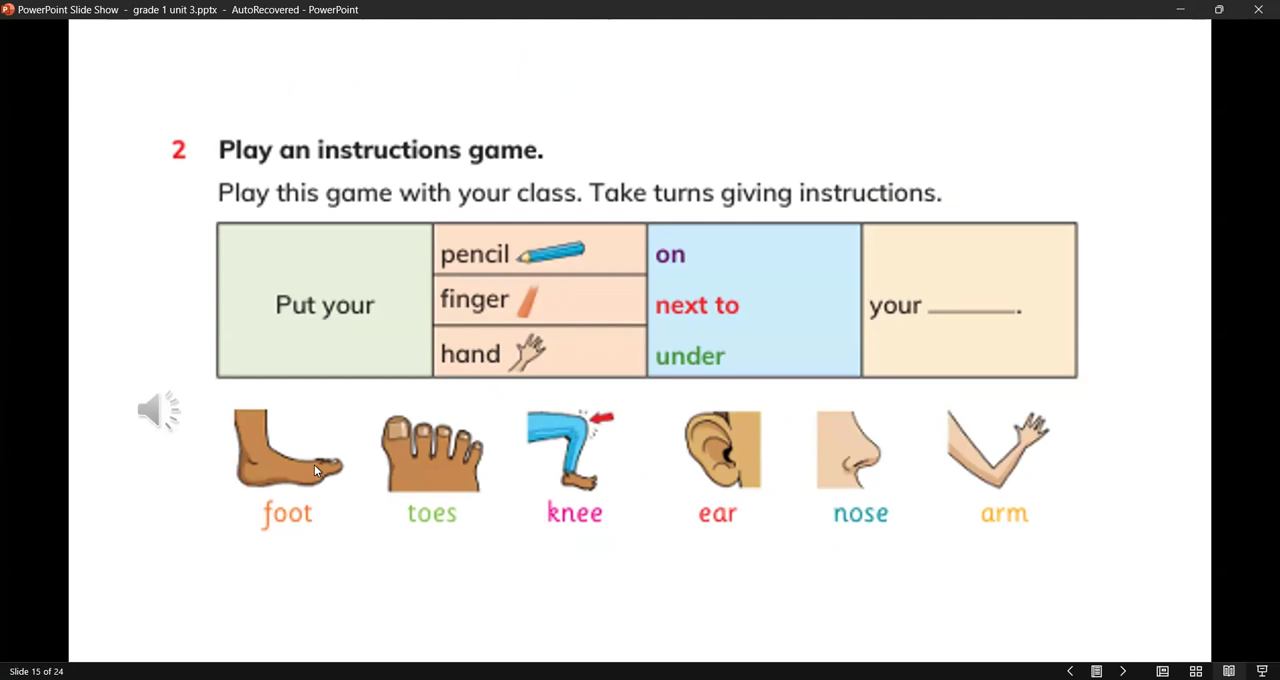 PowerPoint Slide Show - grade 1 unit 3.pptx - AutoRecovered - PowerPoint
2 Play an instructions game.
Play this game with your class. Take turns giving instructions.
Put your
pencil
finger
hand
on
next to
under
your ________.
foot toes knee ear nose arm
Slide 15 of 24